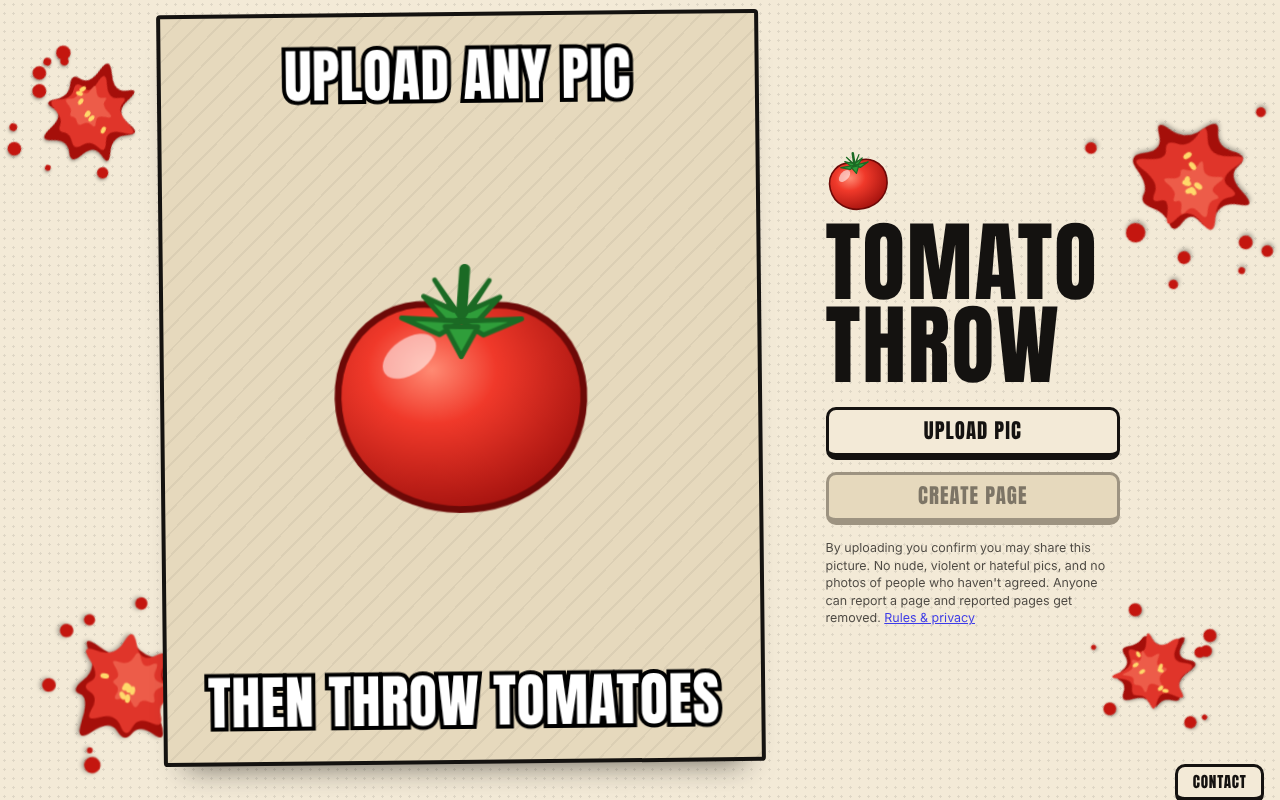 UPLOAD ANY PIC
THEN THROW TOMATOES
TOMATO
THROW
UPLOAD PIC
CREATE PAGE
By uploading you confirm you may share this
picture. No nude, violent or hateful pics, and no
photos of people who haven't agreed. Anyone
can report a page and reported pages get
removed. Rules & privacy
CONTACT